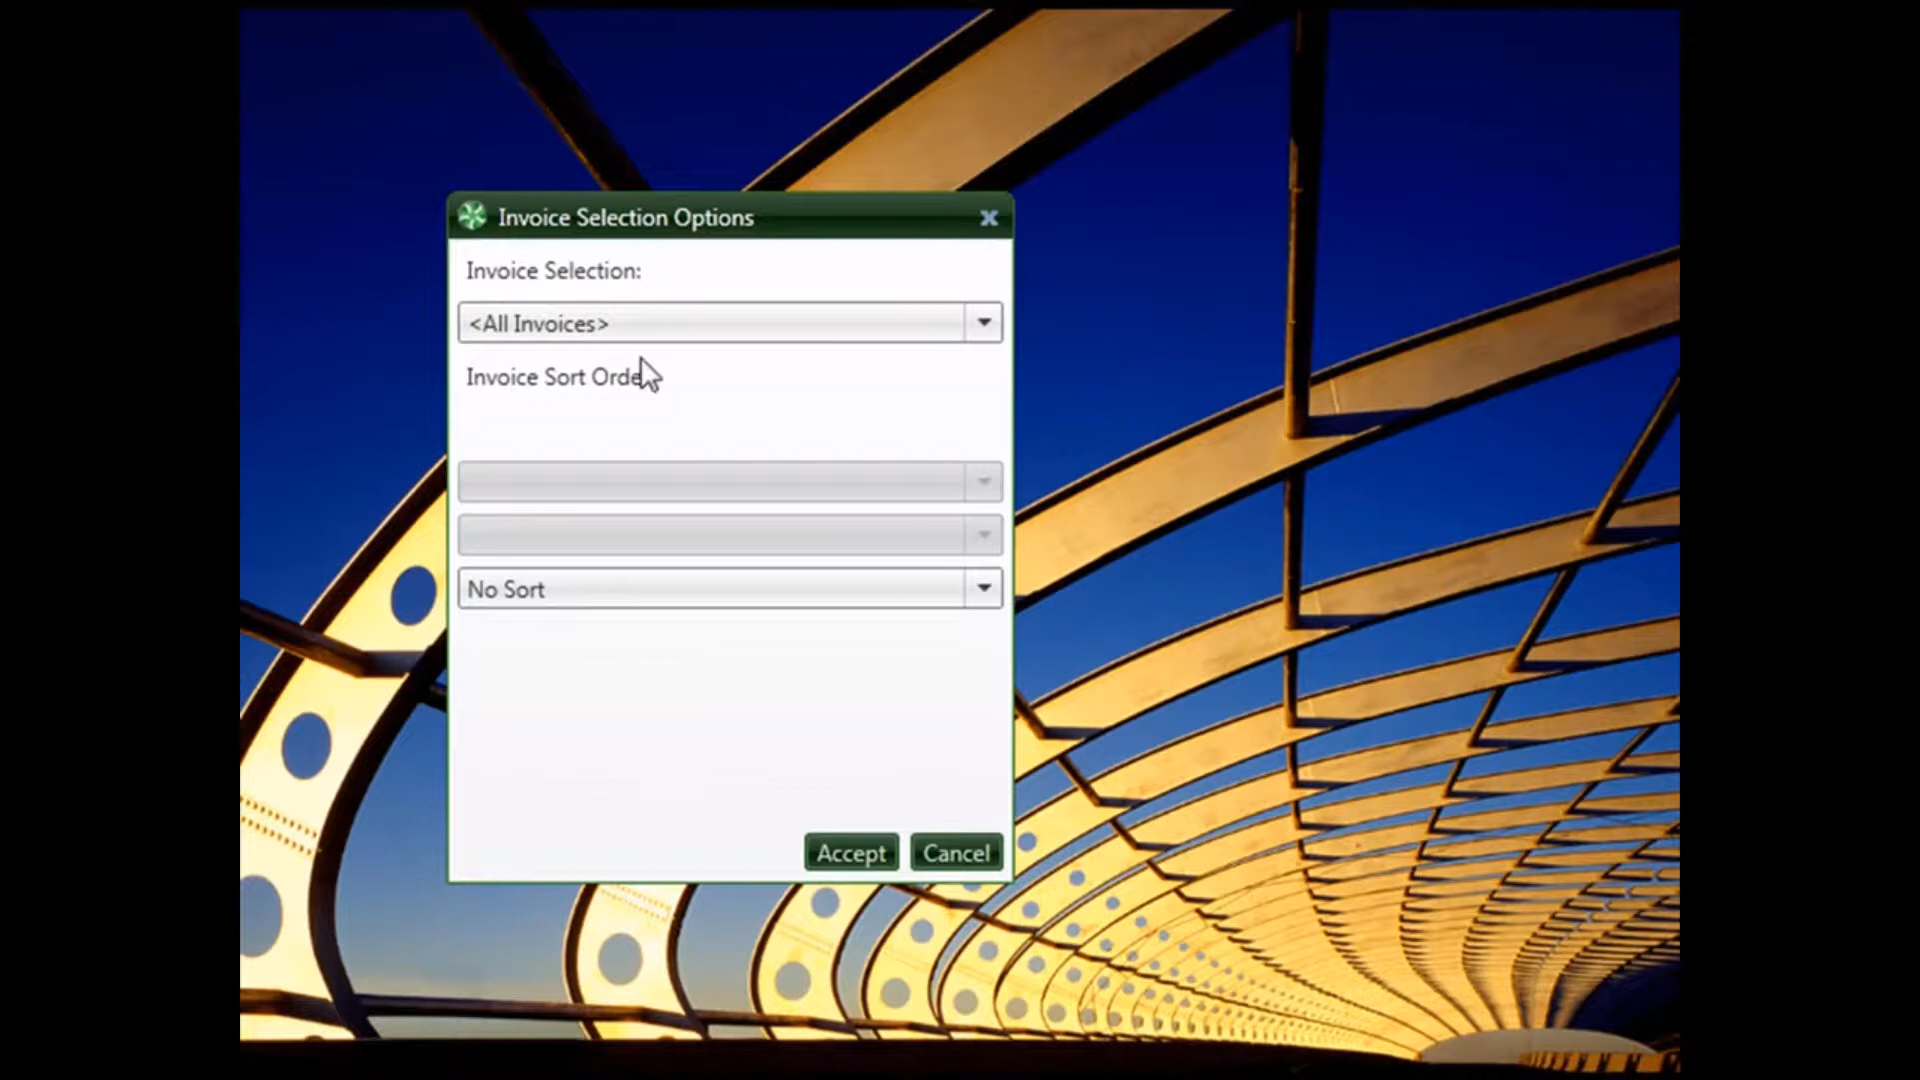 Invoice Selection Options
Invoice Selection:
<All Invoices>
Invoice Sort Orde
No Sort
Accept
Cancel